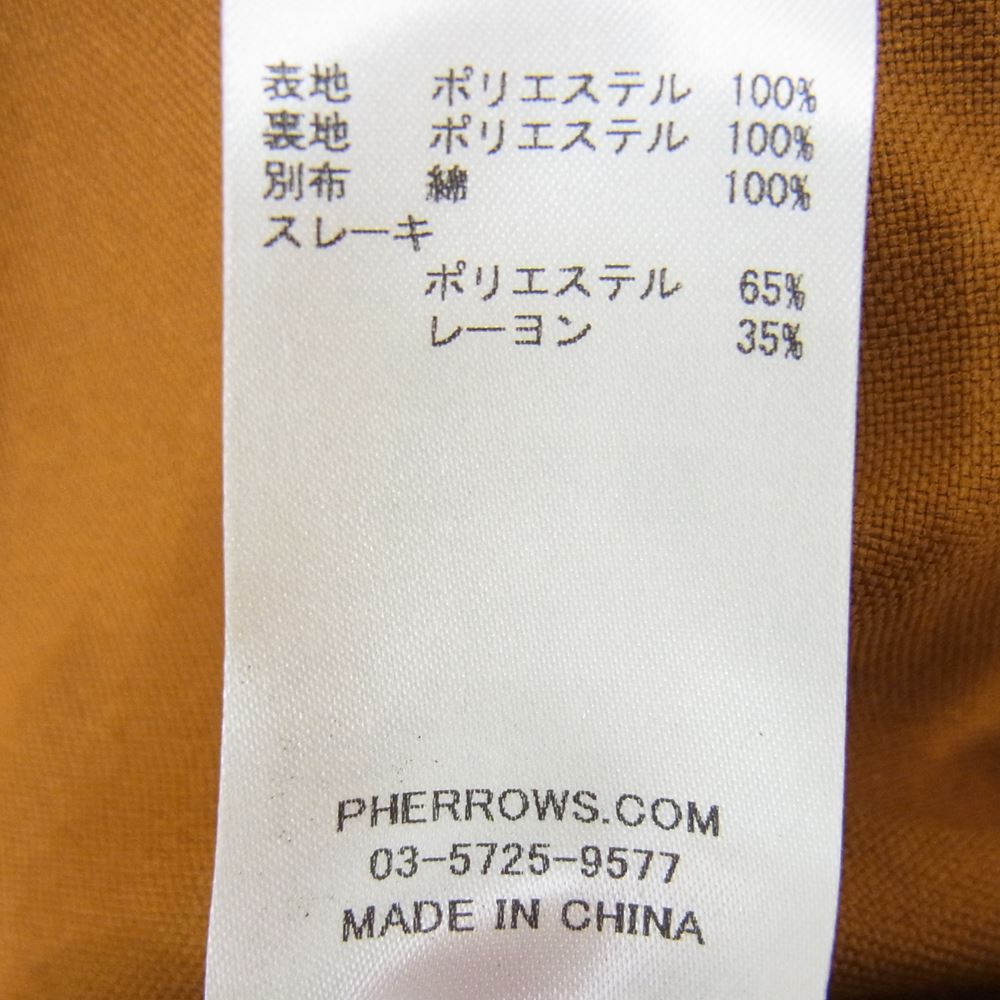 表地 ポリエステル 100%
裏地 ポリエステル 100%
別布 綿 100%
スレーキ
ポリエステル 65%
レーヨン 35%
PHERROWS.COM
03-5725-9577
MADE IN CHINA